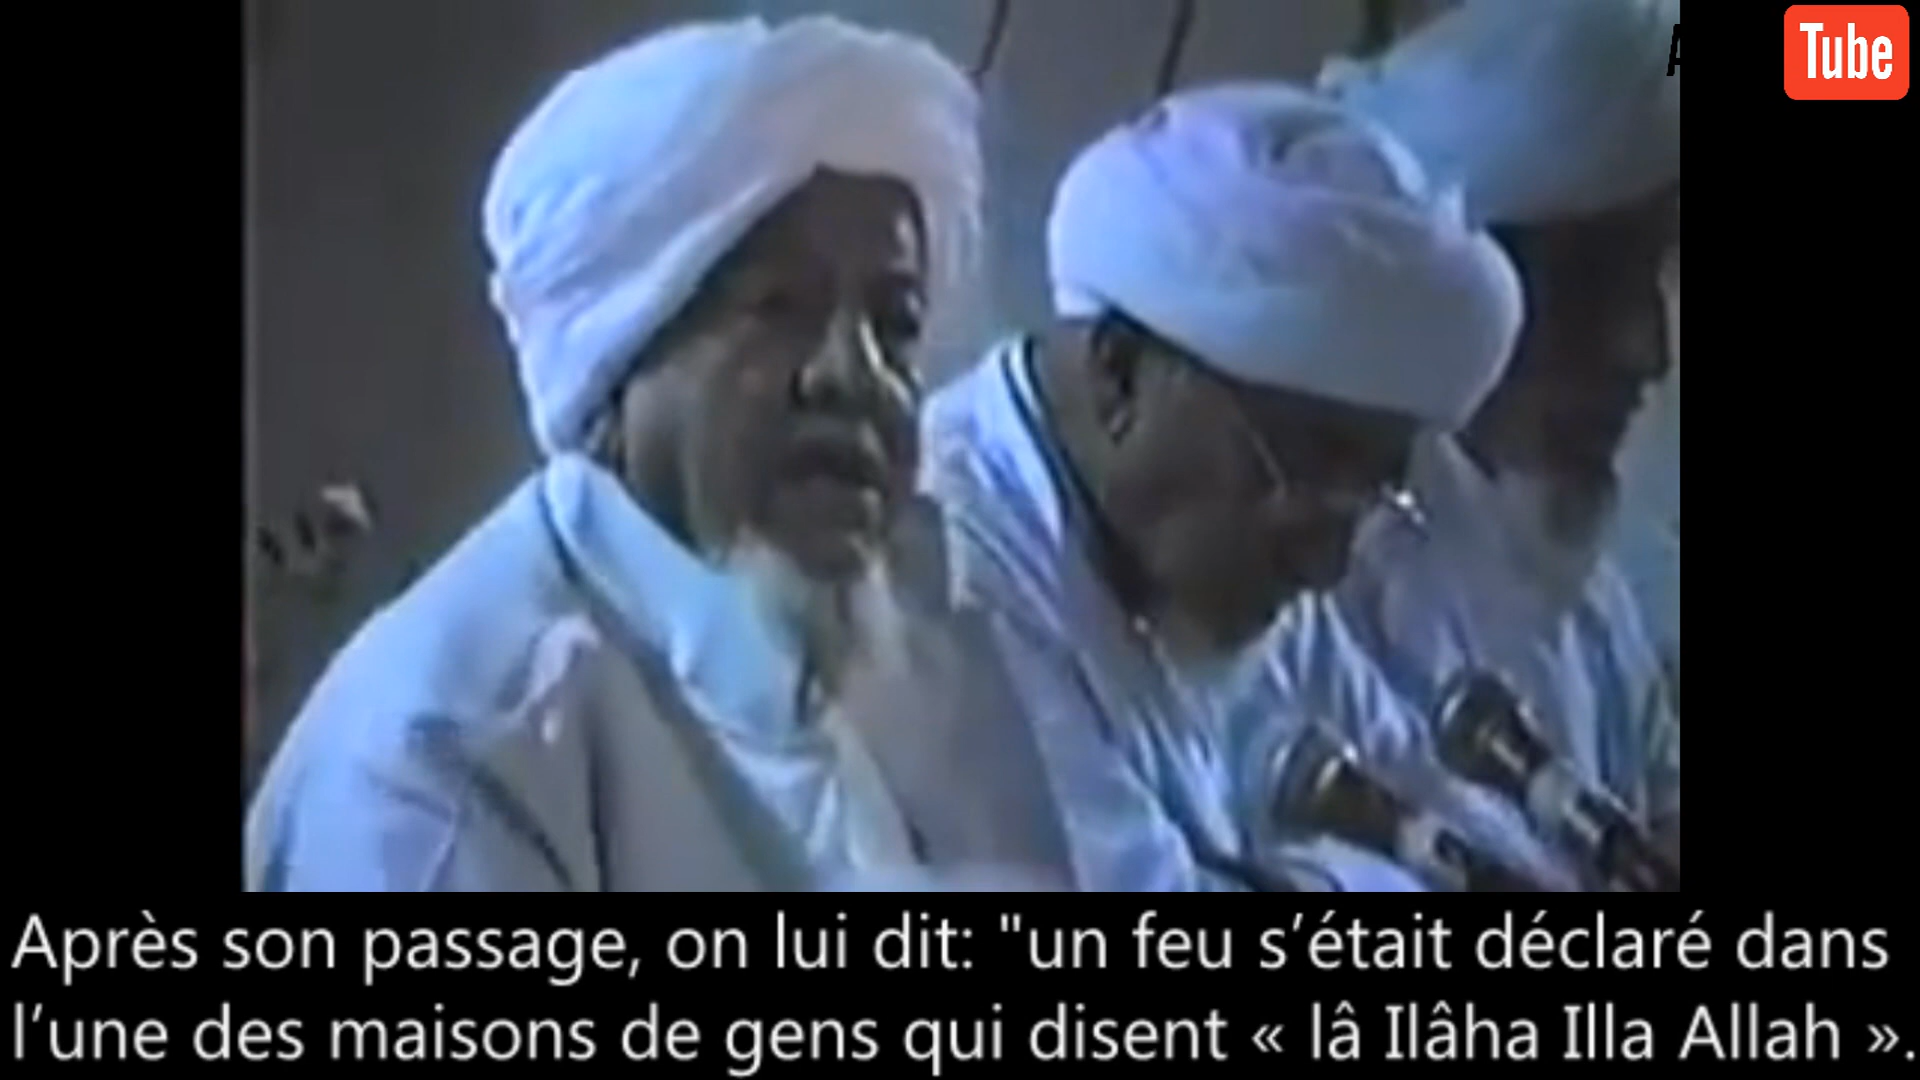 Tube
Après son passage, on lui dit: "un feu s’était déclaré dans
l’une des maisons de gens qui disent « lâ Ilâha Illa Allah ».